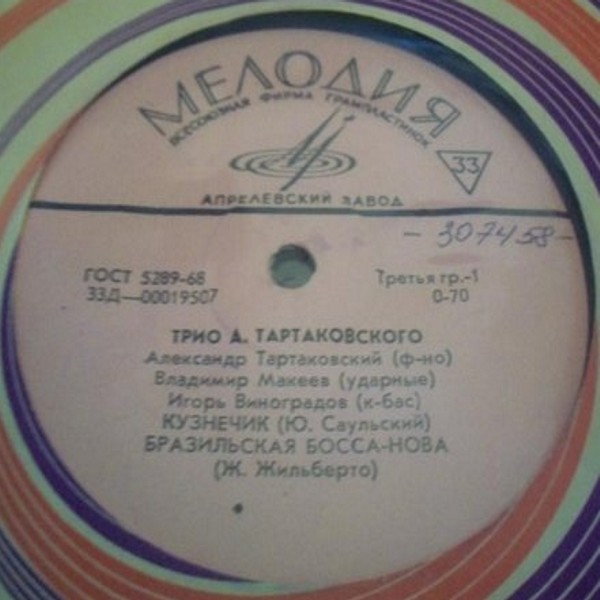 МЕЛОДИЯ
ВСЕСОЮЗНАЯ ФИРМА ГРАМПЛАСТИНОК
33
АПРЕЛЕВСКИЙ ЗАВОД
- 307458-
ГОСТ 5289-68
Третья гр.-1
33Д—00019507
0-70
ТРИО А. ТАРТАКОВСКОГО
Александр Тартаковский (ф-но)
Владимир Макеев (ударные)
Игорь Виноградов (к-бас)
КУЗНЕЧИК (Ю. Саульский)
БРАЗИЛЬСКАЯ БОССА-НОВА
(Ж. Жильберто)